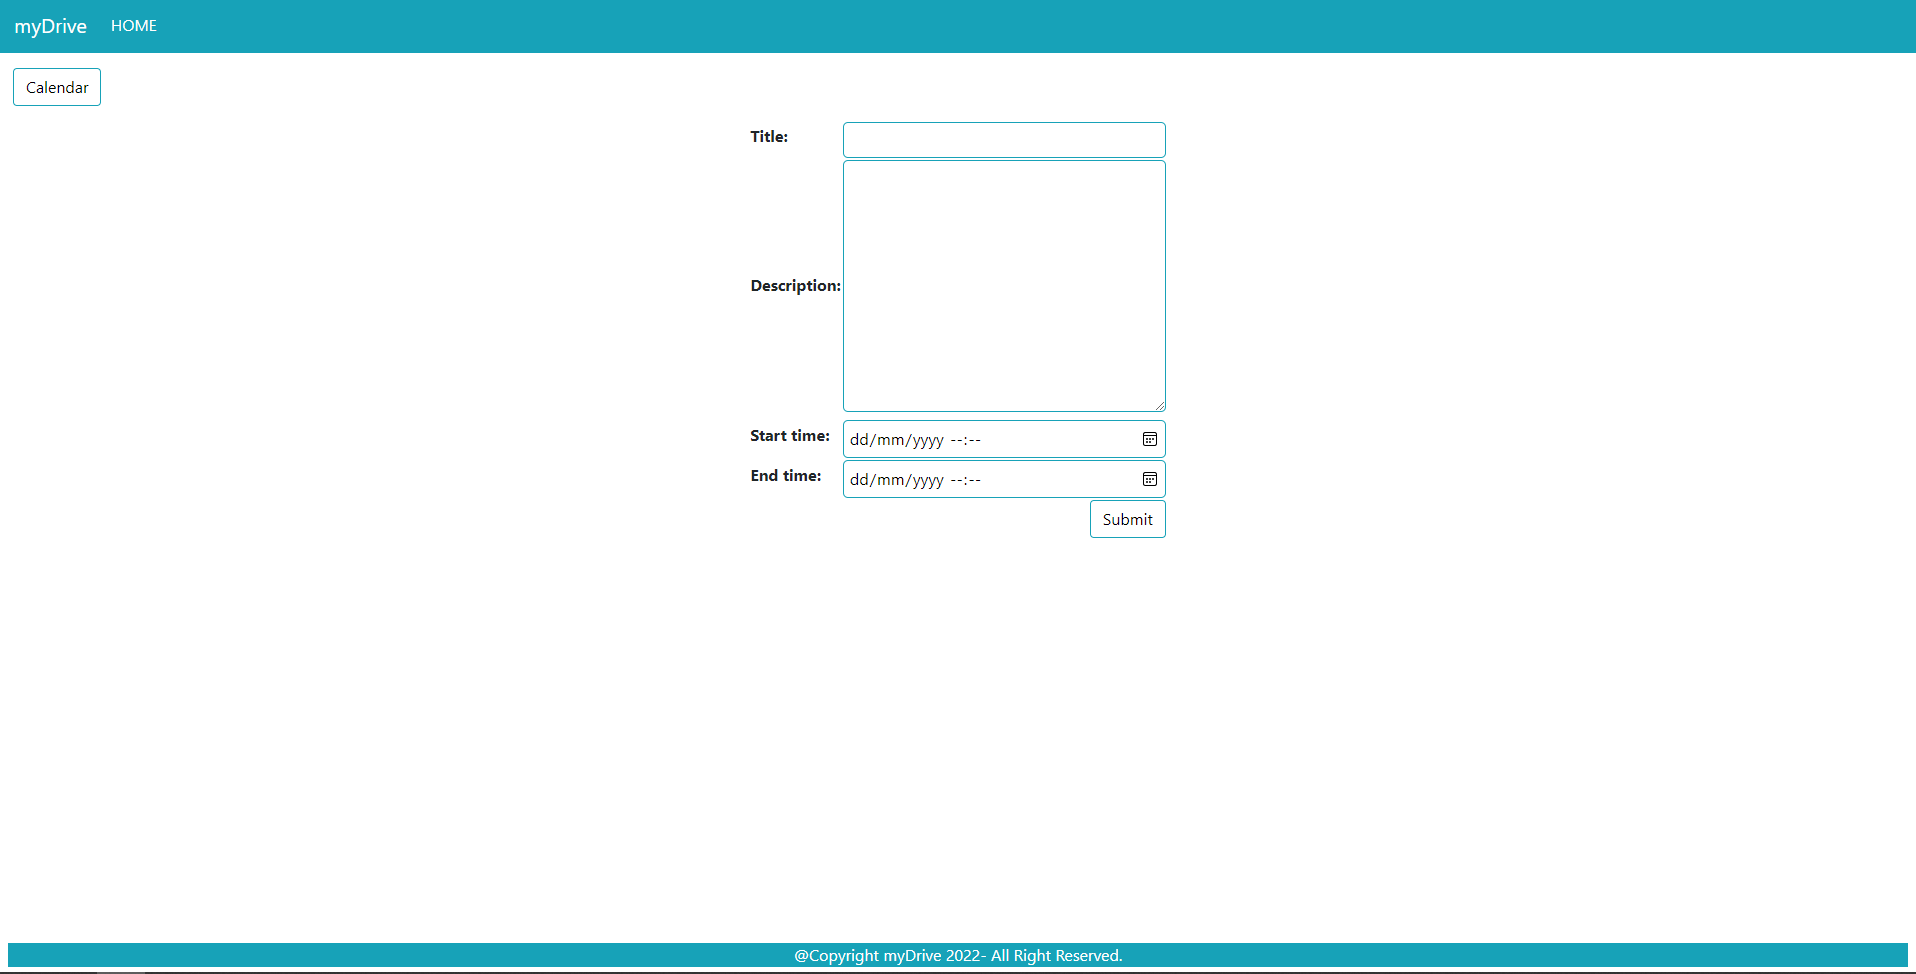 myDrive HOME
Calendar
Title:
Description:
Start time: dd/mm/yyyy --:--
End time: dd/mm/yyyy --:--
Submit
@Copyright myDrive 2022- All Right Reserved.